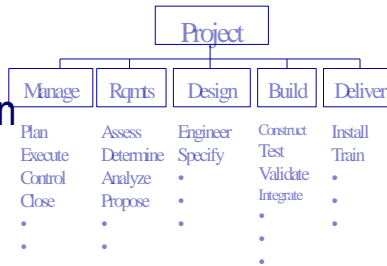 Project
Manage Rqmts Design Build Deliver
n
Plan Assess Engineer Construct Install
Execute Determine Specify Test Train
Control Analyze • Validate •
Close Propose • Integrate •
• • • • •
• • •
•